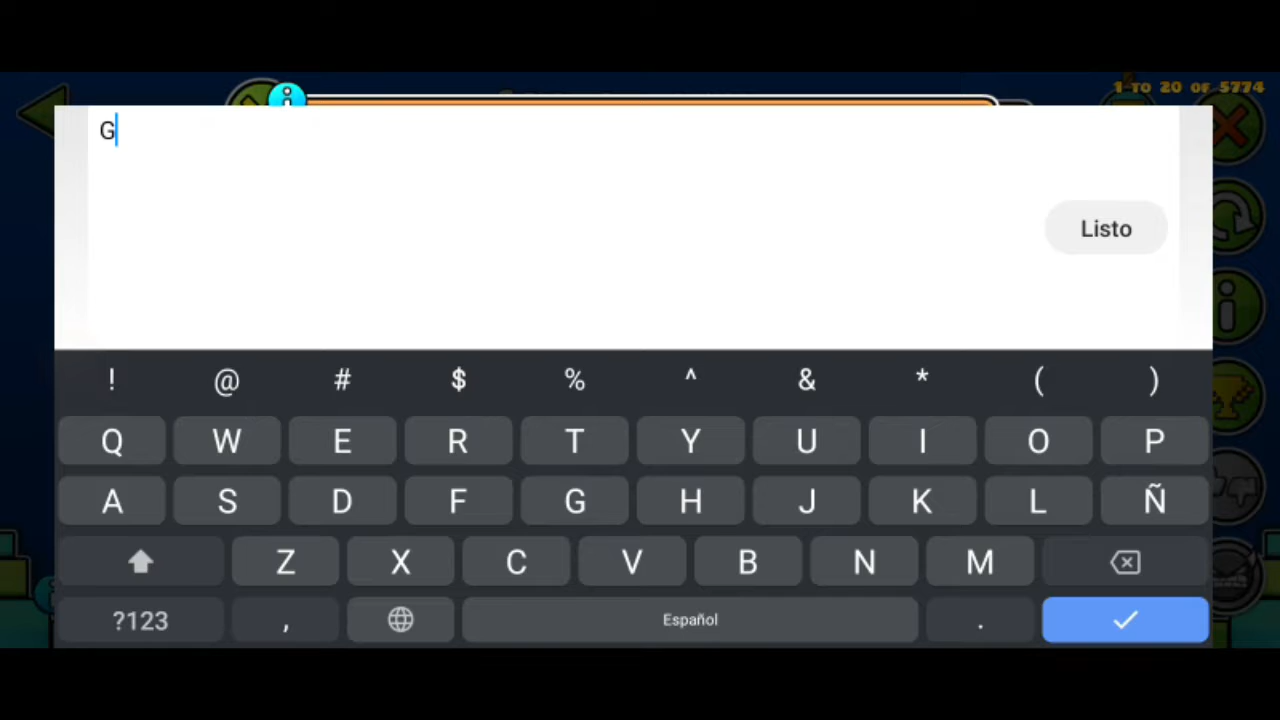 1 TO 20 OF 5774
G
Listo
! @ # $ % ^ & * ( )
Q W E R T Y U I O P
A S D F G H J K L Ñ
Z X C V B N M
?123 , Español .